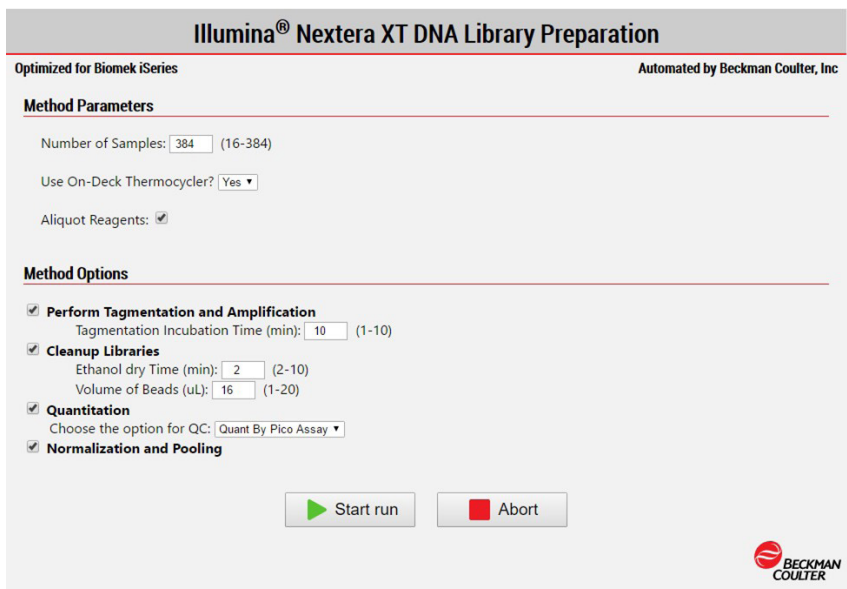 Illumina® Nextera XT DNA Library Preparation
Optimized for Biomek iSeries Automated by Beckman Coulter, Inc
Method Parameters
Number of Samples: 384 (16-384)
Use On-Deck Thermocycler? Yes
Aliquot Reagents:
Method Options
Perform Tagmentation and Amplification
Tagmentation Incubation Time (min): 10 (1-10)
Cleanup Libraries
Ethanol dry Time (min): 2 (2-10)
Volume of Beads (uL): 16 (1-20)
Quantitation
Choose the option for QC: Quant By Pico Assay
Normalization and Pooling
Start run Abort
BECKMAN
COULTER